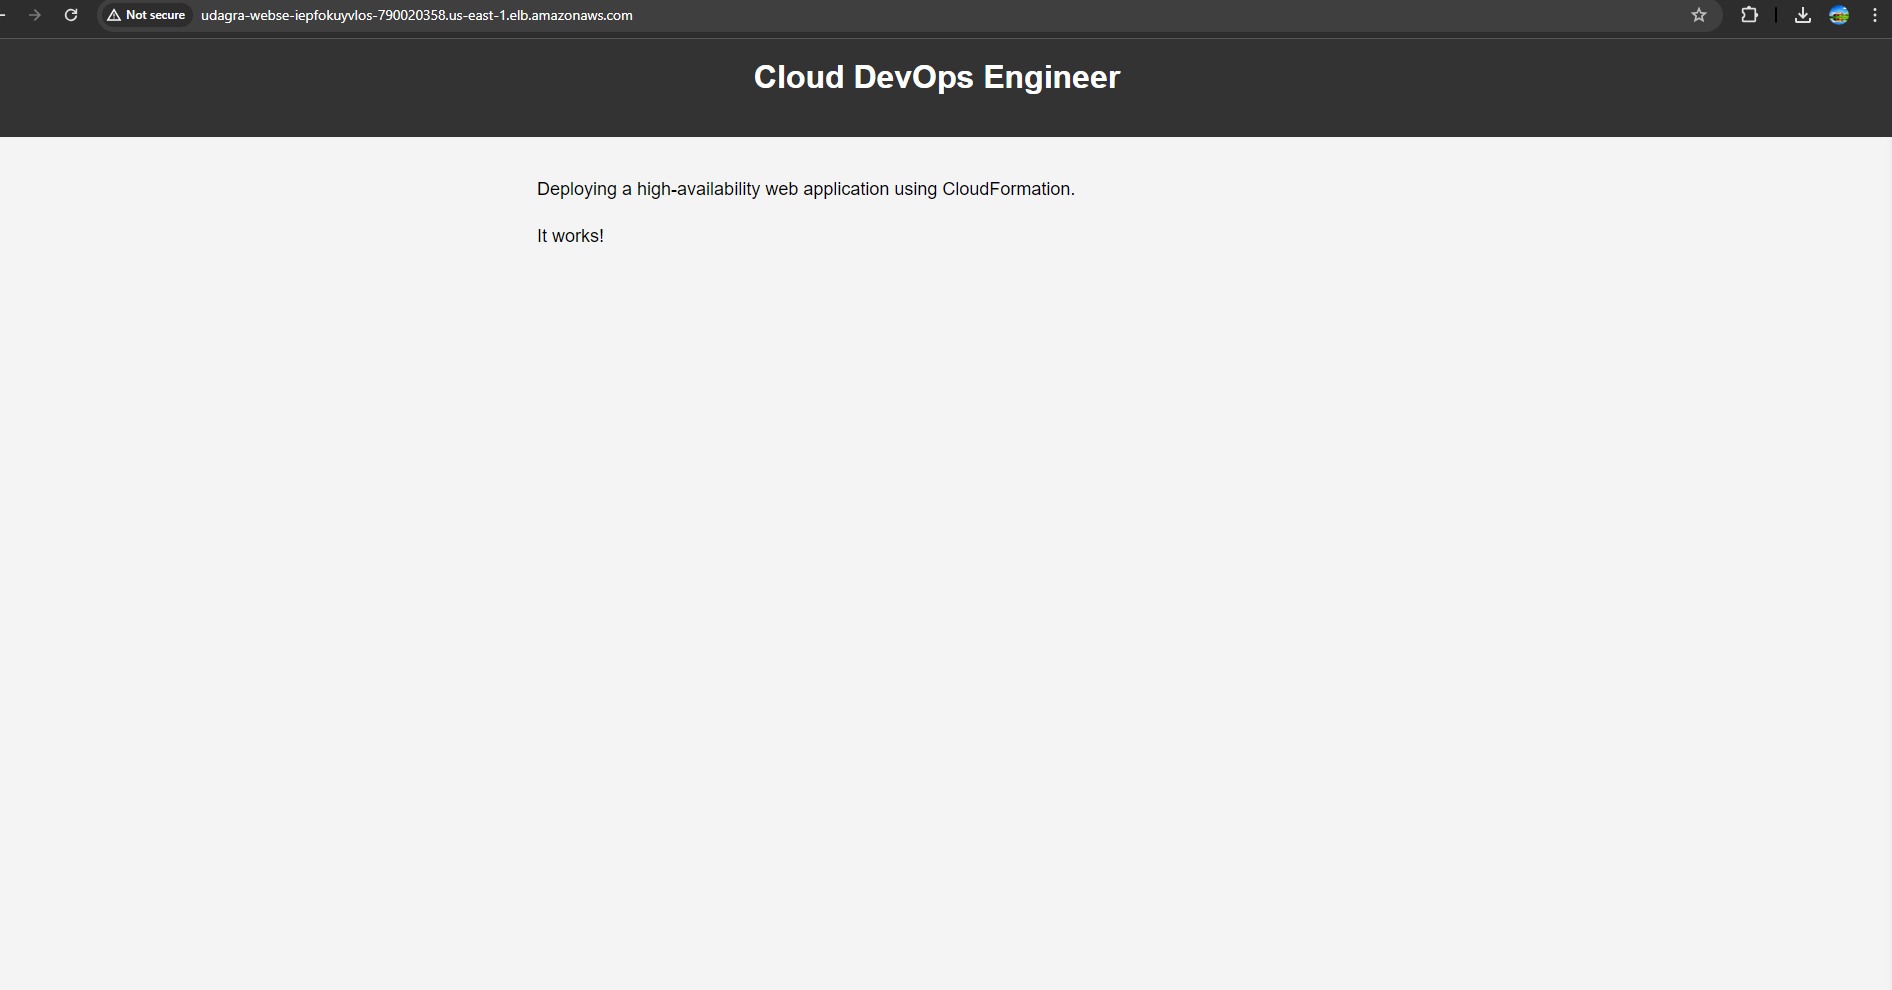 Not secure udagra-webse-iepfokuyvlos-790020358.us-east-1.elb.amazonaws.com
Cloud DevOps Engineer
Deploying a high-availability web application using CloudFormation.
It works!